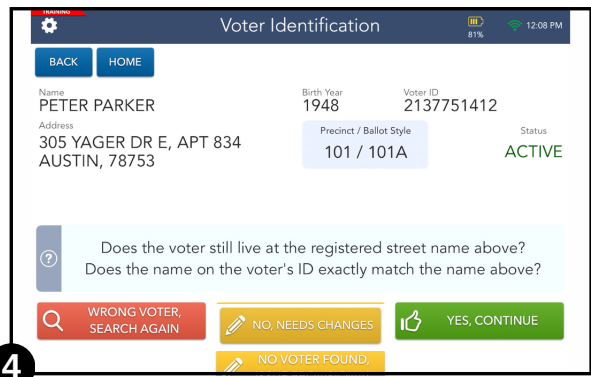 TRAINING
Voter Identification
81%
12:08 PM
BACK
HOME
Name
PETER PARKER
Birth Year
1948
Voter ID
2137751412
Address
305 YAGER DR E, APT 834
AUSTIN, 78753
Precinct / Ballot Style
101 / 101A
Status
ACTIVE
?
Does the voter still live at the registered street name above?
Does the name on the voter's ID exactly match the name above?
WRONG VOTER,
SEARCH AGAIN
NO, NEEDS CHANGES
YES, CONTINUE
NO VOTER FOUND,
4